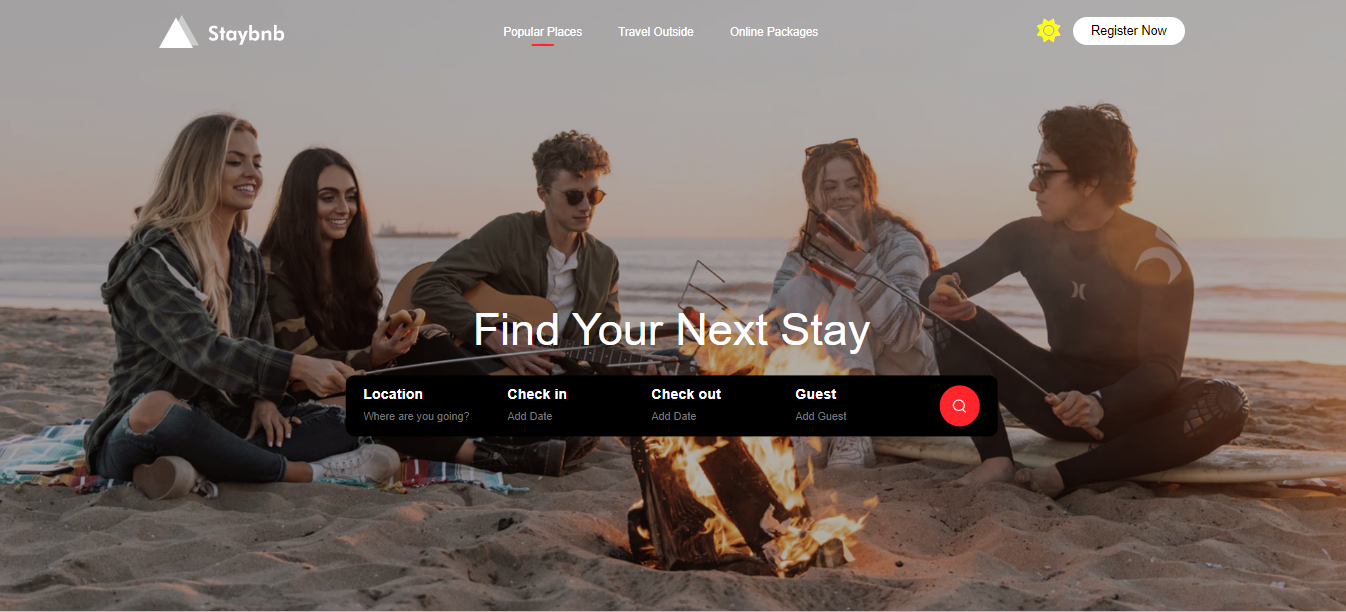 Staybnb
Popular Places
Travel Outside
Online Packages
Register Now
Find Your Next Stay
Location
Where are you going?
Check in
Add Date
Check out
Add Date
Guest
Add Guest